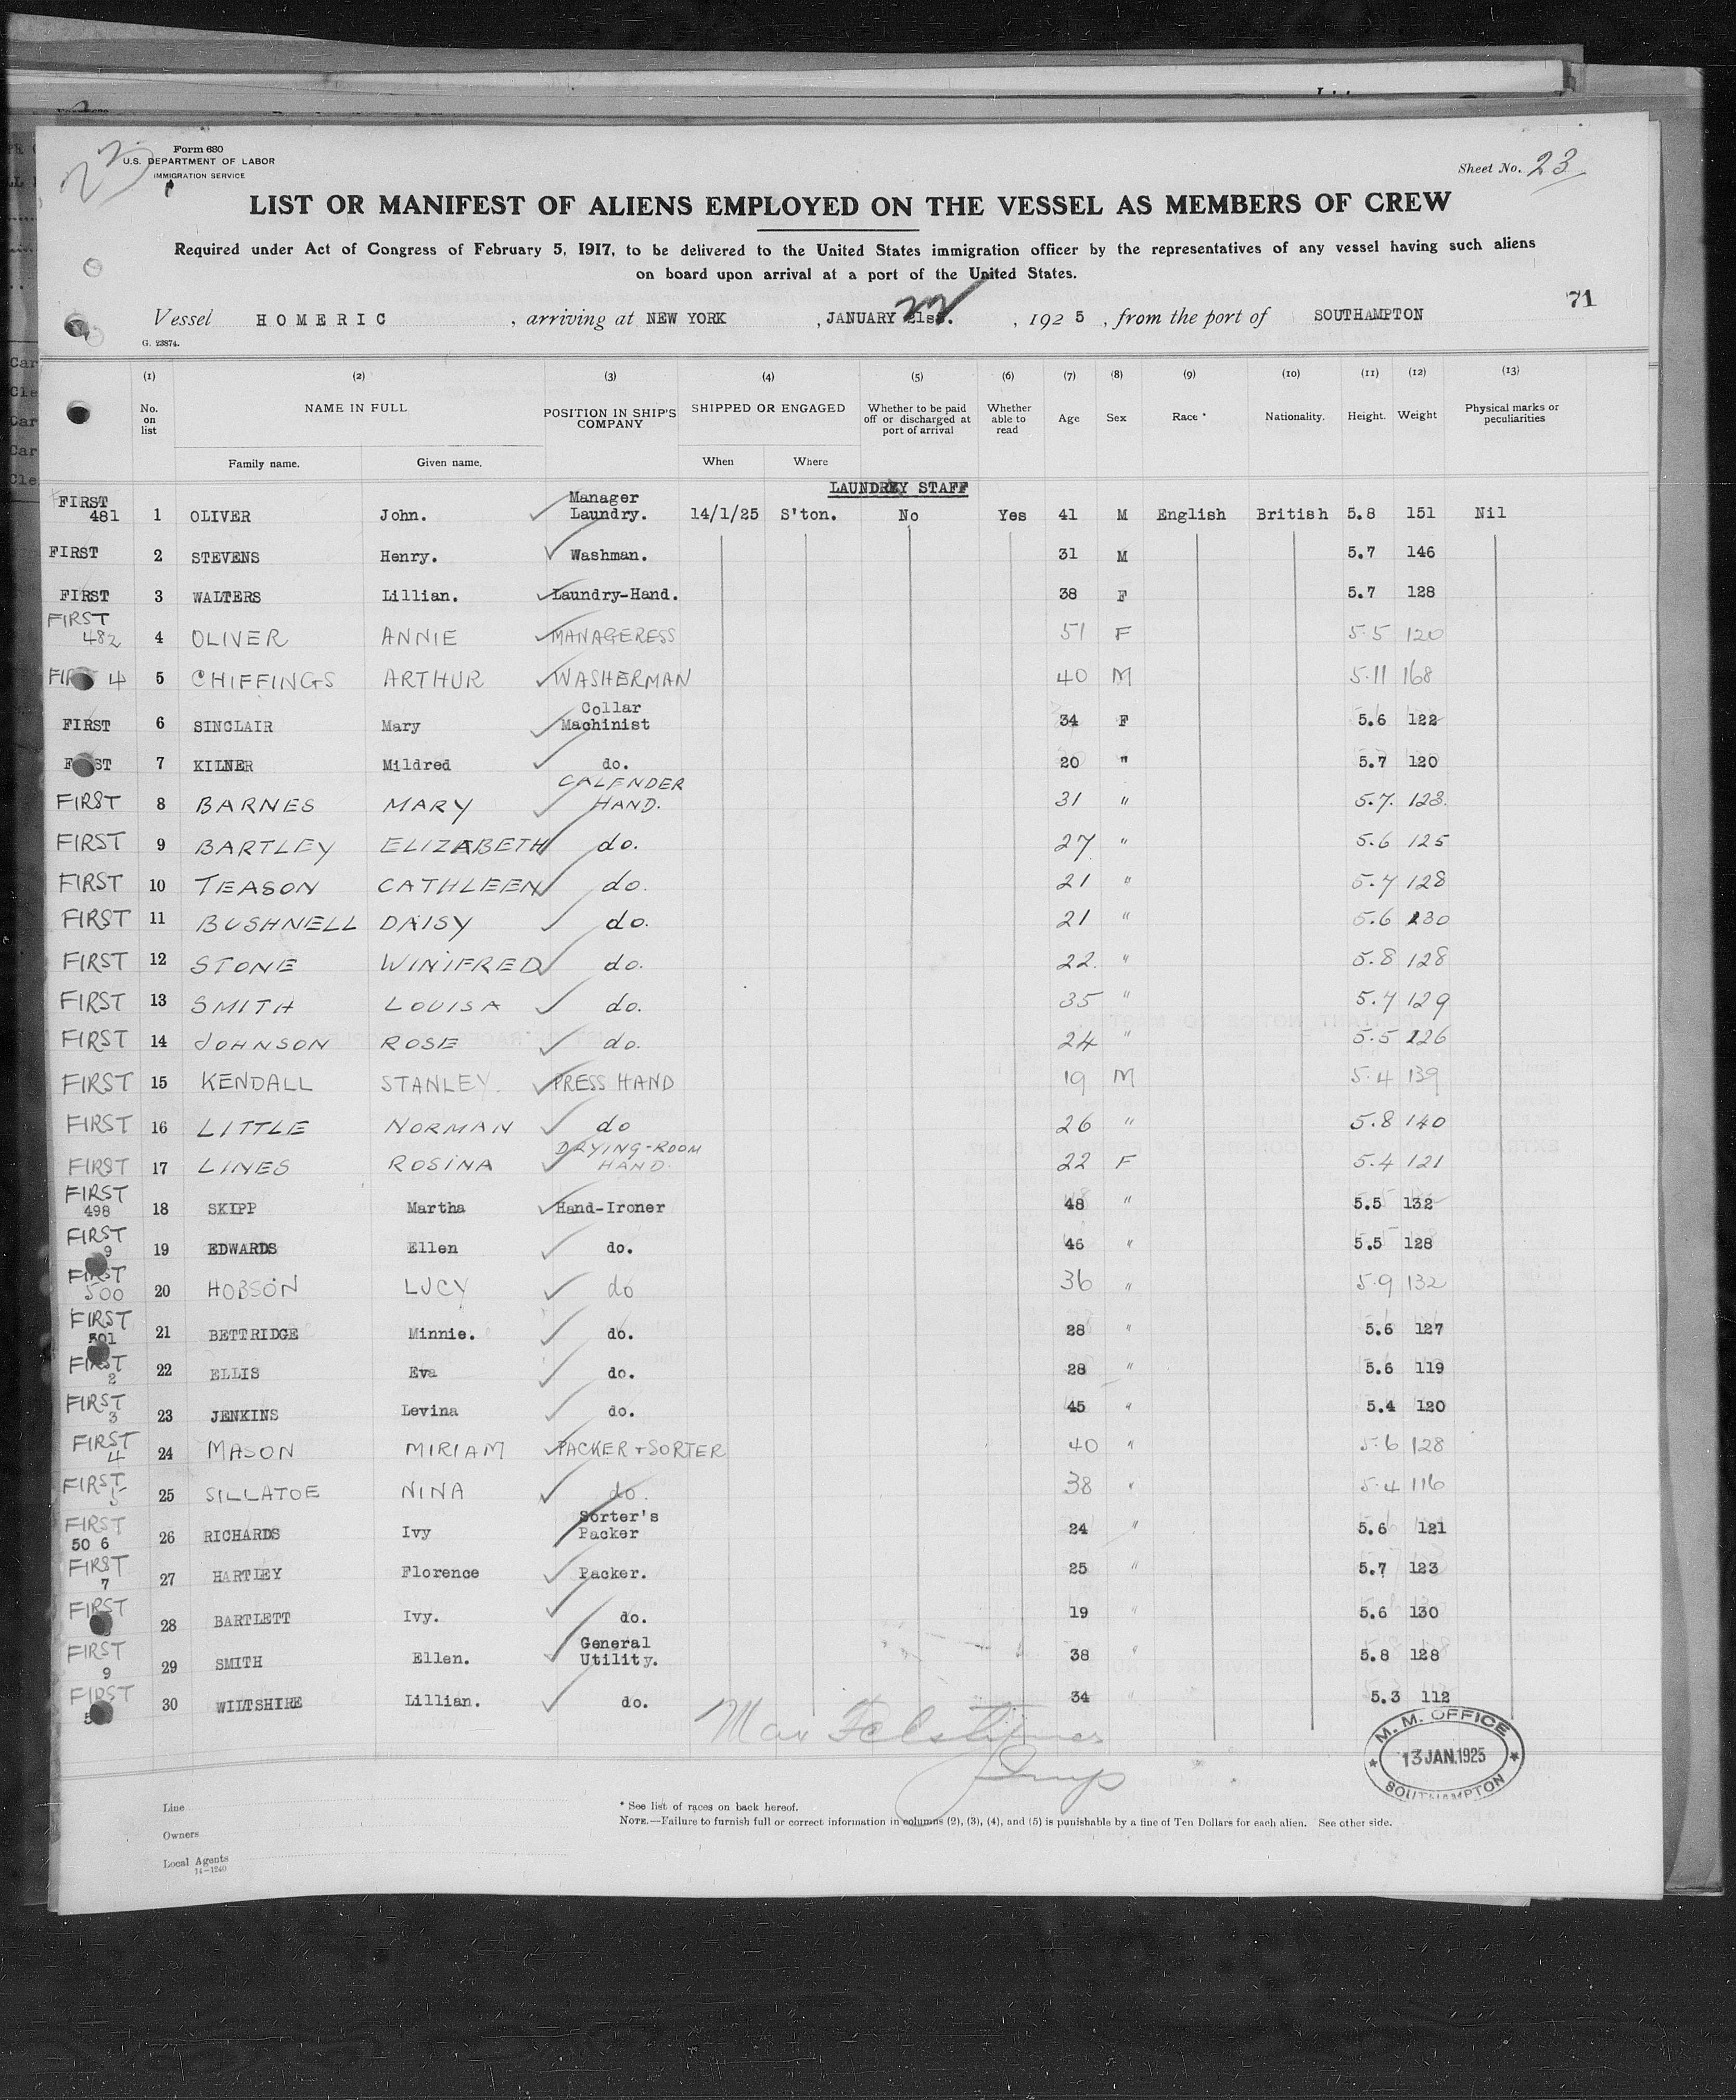 Form 680
U.S. DEPARTMENT OF LABOR
IMMIGRATION SERVICE
Sheet No. 23
LIST OR MANIFEST OF ALIENS EMPLOYED ON THE VESSEL AS MEMBERS OF CREW
Required under Act of Congress of February 5, 1917, to be delivered to the United States immigration officer by the representatives of any vessel having such aliens
on board upon arrival at a port of the United States.
71
Vessel HOMERIC, arriving at NEW YORK, JANUARY 21st., 1925, from the port of SOUTHAMPTON
G. 23874.
(1) (2) (3) (4) (5) (6) (7) (8) (9) (10) (11) (12) (13)
No. on list NAME IN FULL POSITION IN SHIP'S COMPANY SHIPPED OR ENGAGED Whether to be paid off or discharged at port of arrival Whether able to read Age Sex Race * Nationality. Height. Weight Physical marks or peculiarities
Family name. Given name. When Where
LAUNDRY STAFF
FIRST 481 1 OLIVER John. Manager Laundry. 14/1/25 S'ton. No Yes 41 M English British 5.8 151 Nil
FIRST 2 STEVENS Henry. Washman. 31 M 5.7 146
FIRST 3 WALTERS Lillian. Laundry-Hand. 38 F 5.7 128
FIRST 482 4 OLIVER ANNIE MANAGERESS 51 F 5.5 120
FIRST 4 5 CHIFFINGS ARTHUR WASHERMAN 40 M 5.11 168
FIRST 6 SINCLAIR Mary Collar Machinist 34 F 5.6 122
FIRST 7 KILNER Mildred do. 20 " 5.7 120
FIRST 8 BARNES MARY CALENDER HAND. 31 " 5.7. 123.
FIRST 9 BARTLEY ELIZABETH do. 27 " 5.6 125
FIRST 10 TEASON CATHLEEN do. 21 " 5.7 128
FIRST 11 BUSHNELL DAISY do. 21 " 5.6 130
FIRST 12 STONE WINIFRED do. 22. " 5.8 128
FIRST 13 SMITH LOUISA do. 35 " 5.7 129
FIRST 14 JOHNSON ROSE do. 24 " 5.5 126
FIRST 15 KENDALL STANLEY. PRESS HAND 19 M 5.4 139
FIRST 16 LITTLE NORMAN do 26 " 5.8 140
FIRST 17 LINES ROSINA DRYING-ROOM HAND. 22 F 5.4 121
FIRST 498 18 SKIPP Martha Hand-Ironer 48 " 5.5 132
FIRST 9 19 EDWARDS Ellen do. 46 " 5.5 128
FIRST 500 20 HOBSON LUCY do 36 " 5.9 132
FIRST 501 21 BETTRIDGE Minnie. do. 28 " 5.6 127
FIRST 2 22 ELLIS Eva do. 28 " 5.6 119
FIRST 3 23 JENKINS Levina do. 45 " 5.4 120
FIRST 4 24 MASON MIRIAM PACKER + SORTER 40 " 5.6 128
FIRST 5 25 SILLATOE NINA do. 38 " 5.4 116
FIRST 50 6 26 RICHARDS Ivy Sorter's Packer 24 " 5.6 121
FIRST 7 27 HARTLEY Florence Packer. 25 " 5.7 123
FIRST 28 BARTLETT Ivy. do. 19 " 5.6 130
FIRST 9 29 SMITH Ellen. General Utility. 38 " 5.8 128
FIRST 30 WILTSHIRE Lillian. do. 34 " 5.3 112
M. M. OFFICE
13 JAN. 1925
SOUTHAMPTON
Line
Owners
Local Agents
14-1240
* See list of races on back hereof.
NOTE.—Failure to furnish full or correct information in columns (2), (3), (4), and (5) is punishable by a fine of Ten Dollars for each alien. See other side.